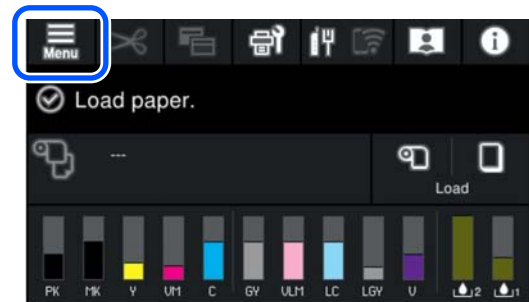 Menu
Load paper.
---
Load
PK MK Y VM C GY VLM LC LGY V 2 1